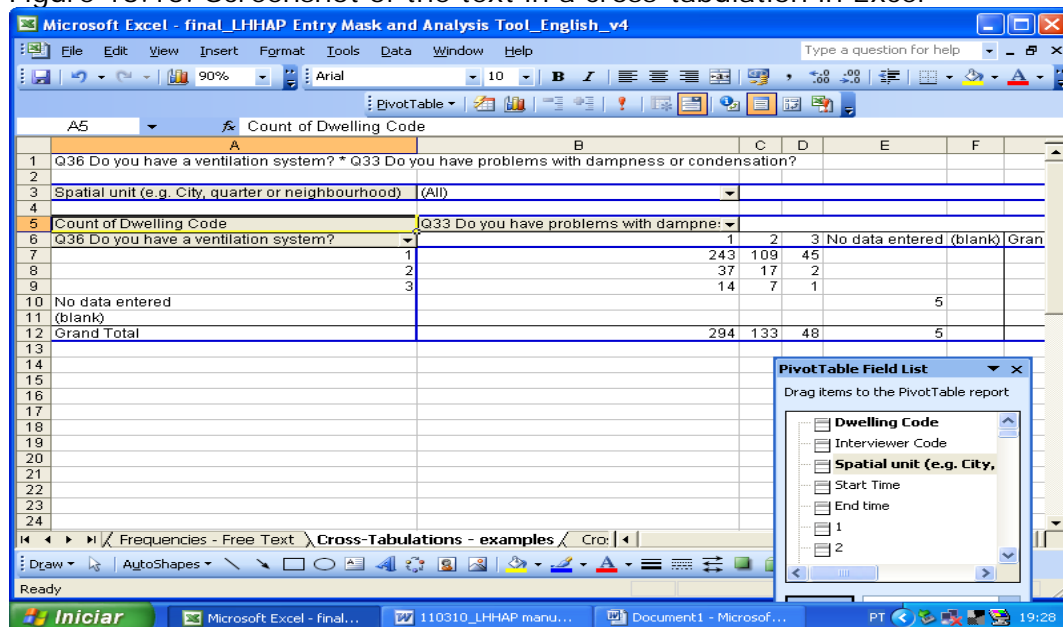 Microsoft Excel - final_LHHAP Entry Mask and Analysis Tool_English_v4
File Edit View Insert Format Tools Data Window Help Type a question for help
90% Arial 10 B I
PivotTable
A5 fx Count of Dwelling Code
A B C D E F
1 Q36 Do you have a ventilation system? * Q33 Do you have problems with dampness or condensation?
2
3 Spatial unit (e.g. City, quarter or neighbourhood) (All)
4
5 Count of Dwelling Code Q33 Do you have problems with dampne
6 Q36 Do you have a ventilation system? 1 2 3 No data entered (blank) Gran
7 1 243 109 45
8 2 37 17 2
9 3 14 7 1
10 No data entered 5
11 (blank)
12 Grand Total 294 133 48 5
13
14
15
16
17
18
19
20
21
22
23
24
PivotTable Field List
Drag items to the PivotTable report
Dwelling Code
Interviewer Code
Spatial unit (e.g. City,
Start Time
End time
1
2
Frequencies - Free Text Cross-Tabulations - examples Cro
Draw AutoShapes
Ready
Iniciar Microsoft Excel - final... 110310_LHHAP manu... Document1 - Microsof... PT 19:28